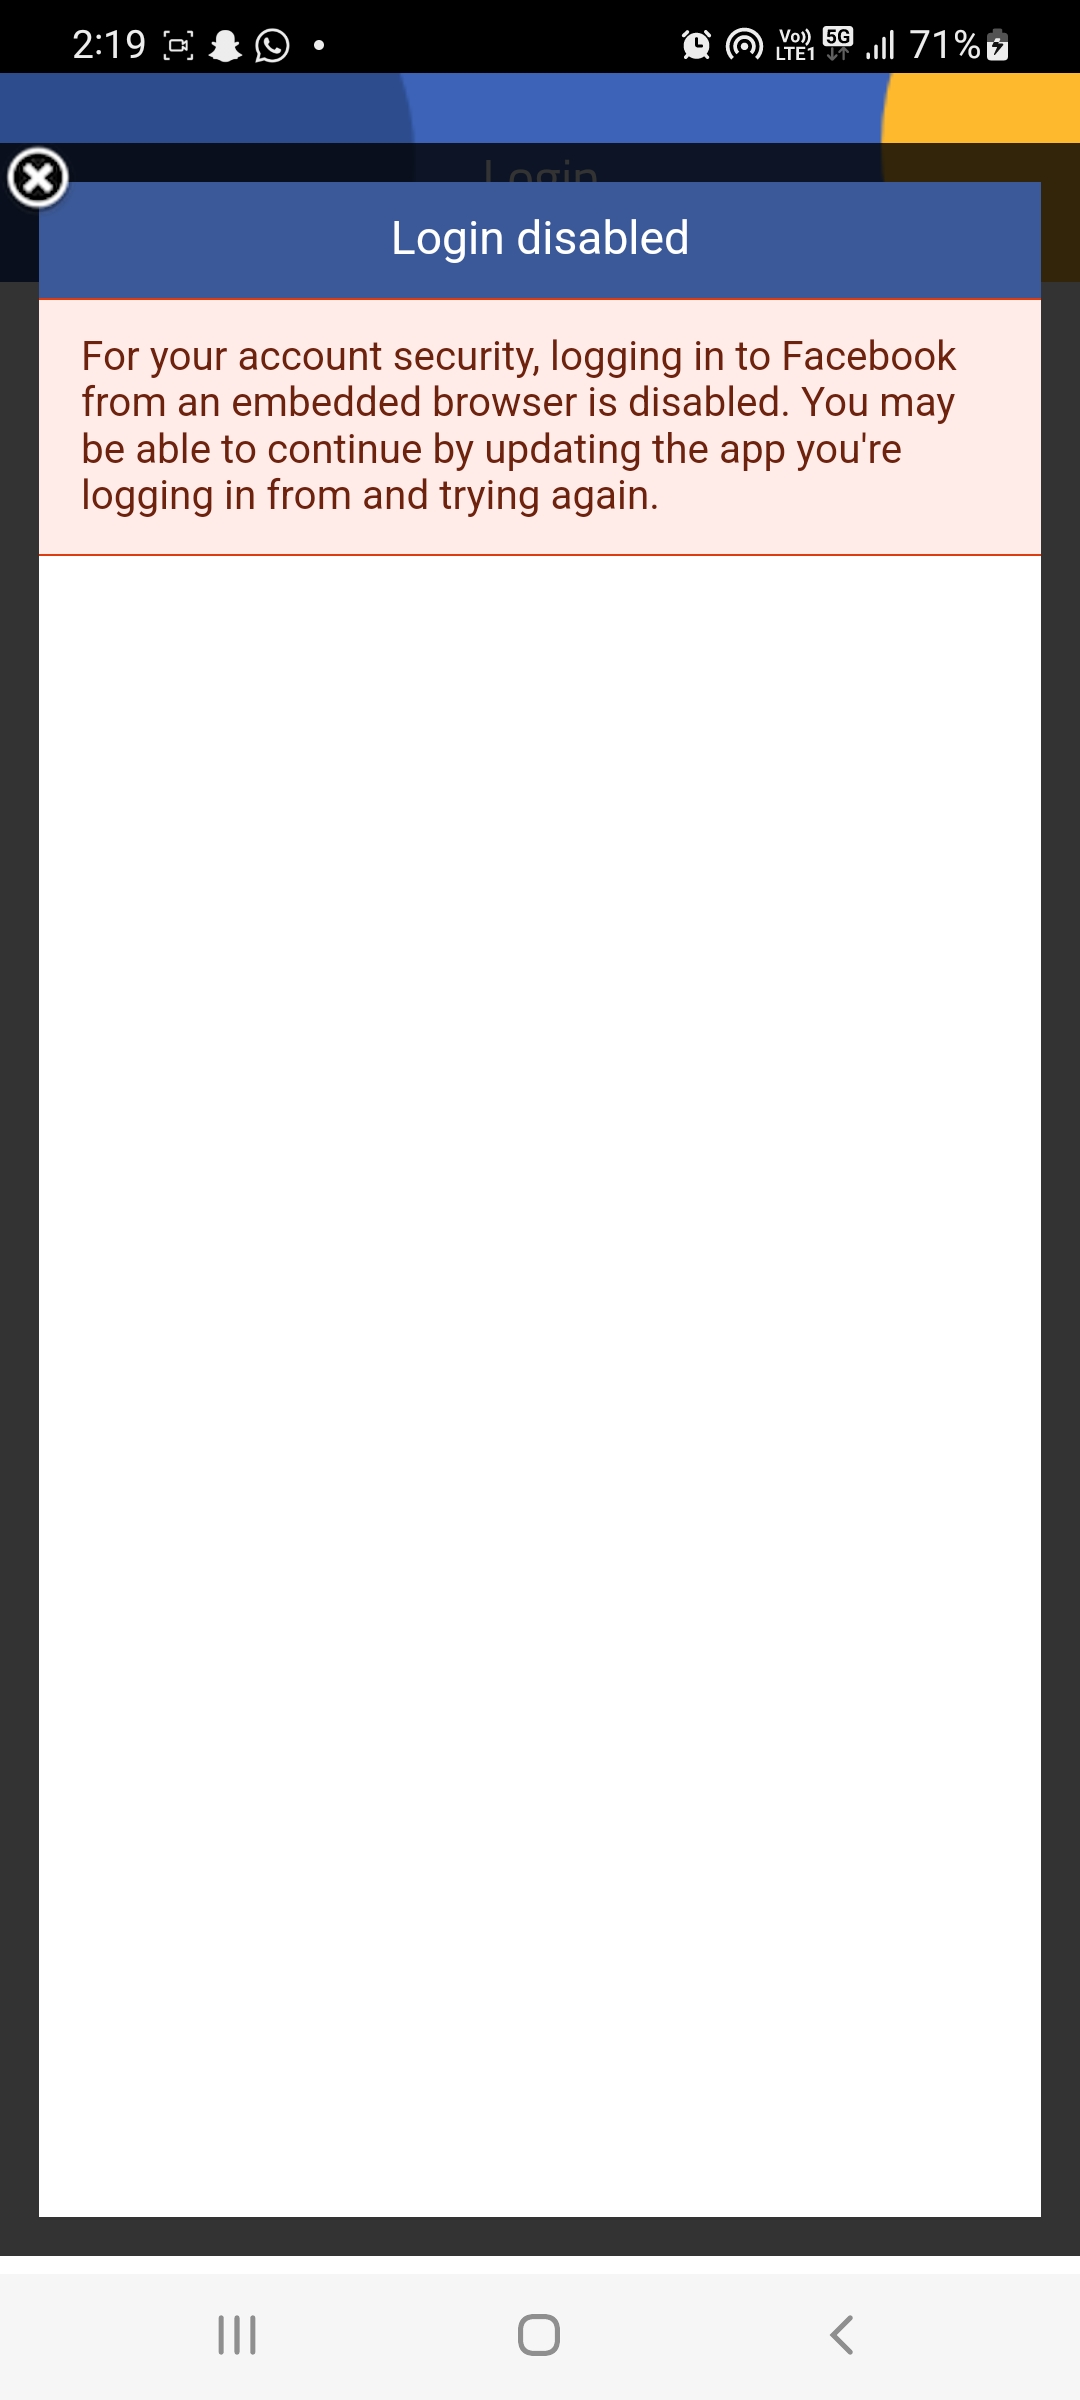 2:19
Vo))
LTE1
5G
71%
Login
Login disabled
For your account security, logging in to Facebook
from an embedded browser is disabled. You may
be able to continue by updating the app you're
logging in from and trying again.